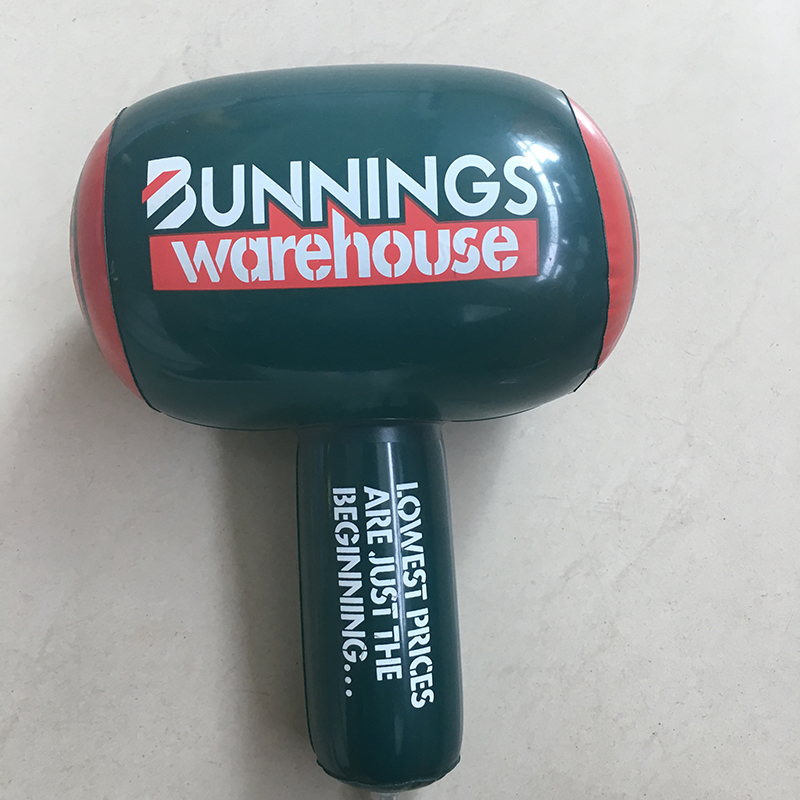 BUNNINGS
warehouse
LOWEST PRICES
ARE JUST THE
BEGINNING...